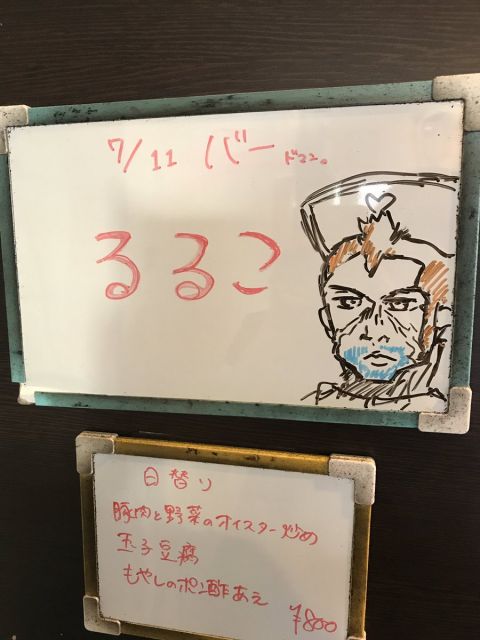 7/11 バー ドココ。
るるこ
日替り
豚肉と野菜のオイスター炒め
玉子豆腐
もやしのポン酢あえ
¥800